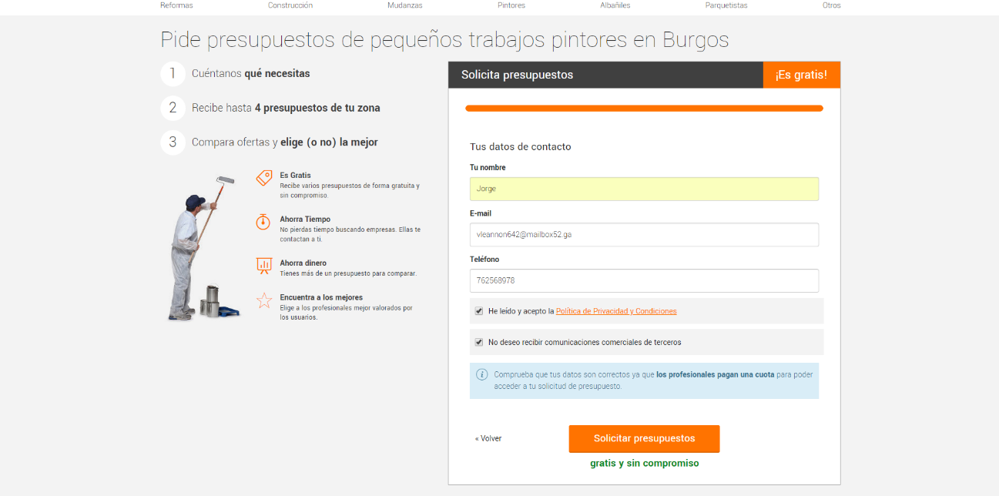 Reformas Construcción Mudanzas Pintores Albañiles Parquetistas Otros
Pide presupuestos de pequeños trabajos pintores en Burgos
1 Cuéntanos qué necesitas
2 Recibe hasta 4 presupuestos de tu zona
3 Compara ofertas y elige (o no) la mejor
Es Gratis
Recibe varios presupuestos de forma gratuita y
sin compromiso.
Ahorra Tiempo
No pierdas tiempo buscando empresas. Ellas te
contactan a ti.
Ahorra dinero
Tienes más de un presupuesto para comparar.
Encuentra a los mejores
Elige a los profesionales mejor valorados por
los usuarios.
Solicita presupuestos ¡Es gratis!
Tus datos de contacto
Tu nombre
Jorge
E-mail
vleannon642@mailbox52.ga
Teléfono
762568978
He leído y acepto la Política de Privacidad y Condiciones
No deseo recibir comunicaciones comerciales de terceros
Comprueba que tus datos son correctos ya que los profesionales pagan una cuota para poder
acceder a tu solicitud de presupuesto.
« Volver Solicitar presupuestos
gratis y sin compromiso